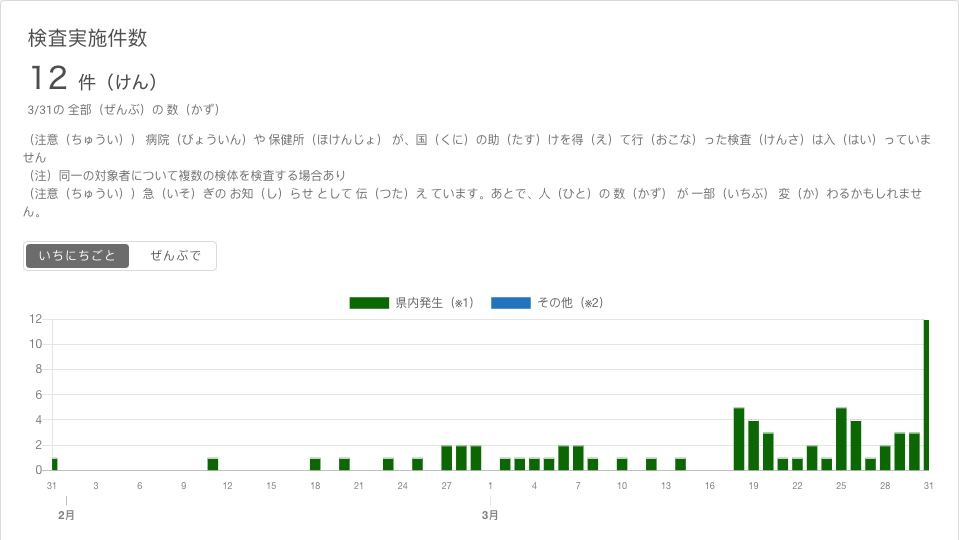 検査実施件数
12 件（けん）
3/31の 全部（ぜんぶ）の 数（かず）
（注意（ちゅうい）） 病院（びょういん）や 保健所（ほけんじょ） が、国（くに）の助（たす）けを得（え）て行（おこな）った検査（けんさ）は入（はい）っていま
せん
（注）同一の対象者について複数の検体を検査する場合あり
（注意（ちゅうい））急（いそ）ぎの お知（し）らせ として 伝（つた）え ています。あとで、人（ひと）の 数（かず） が 一部（いちぶ） 変（か）わるかもしれませ
ん。
いちにちごと ぜんぶで
県内発生（※1） その他（※2）
12
10
8
6
4
2
0
31 3 6 9 12 15 18 21 24 27 1 4 7 10 13 16 19 22 25 28 31
2月 3月